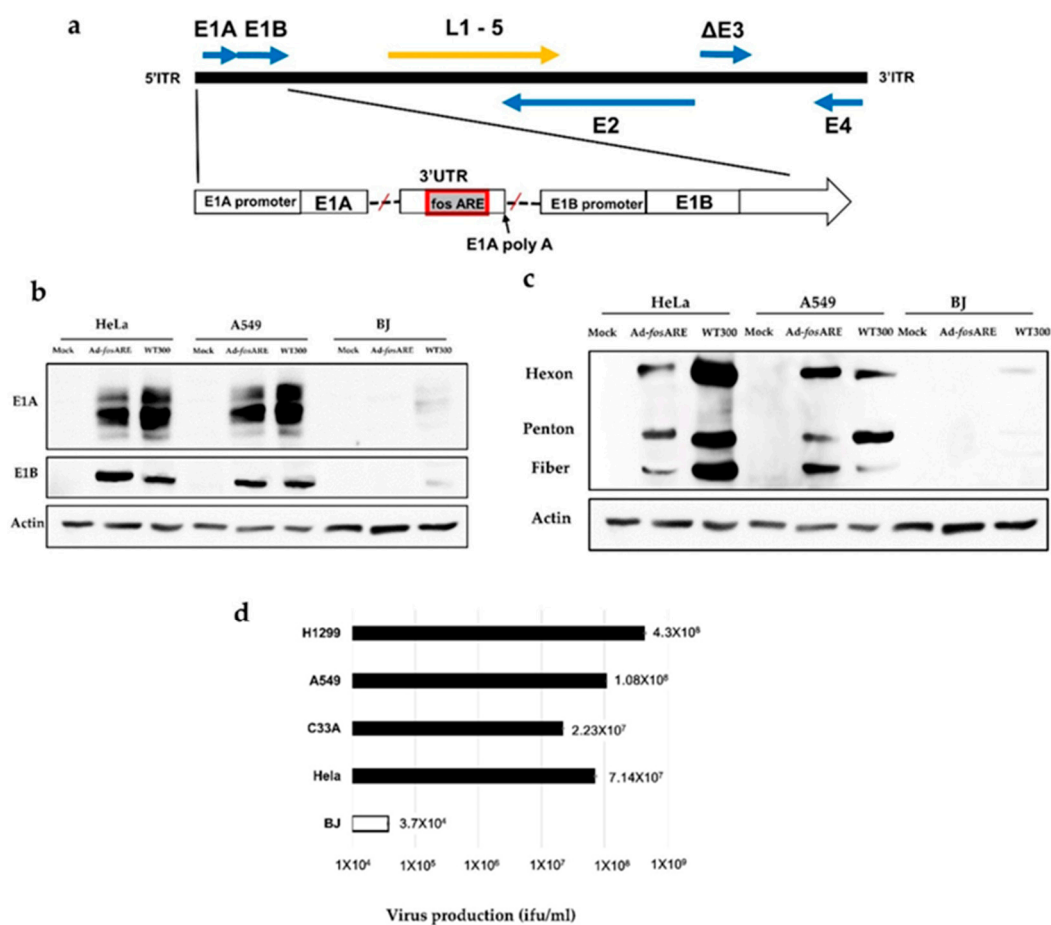 a
E1A E1B L1 - 5 ΔE3
5'ITR 3'ITR
E2 E4
3'UTR
E1A promoter E1A fos ARE E1B promoter E1B
E1A poly A
b
HeLa A549 BJ
Mock Ad-fosARE WT300 Mock Ad-fosARE WT300 Mock Ad-fosARE WT300
E1A
E1B
Actin
c
HeLa A549 BJ
Mock Ad-fosARE WT300 Mock Ad-fosARE WT300 Mock Ad-fosARE WT300
Hexon
Penton
Fiber
Actin
d
H1299 4.3X10⁸
A549 1.08X10⁸
C33A 2.23X10⁷
Hela 7.14X10⁷
BJ 3.7X10⁴
1X10⁴ 1X10⁵ 1X10⁶ 1X10⁷ 1X10⁸ 1X10⁹
Virus production (ifu/ml)